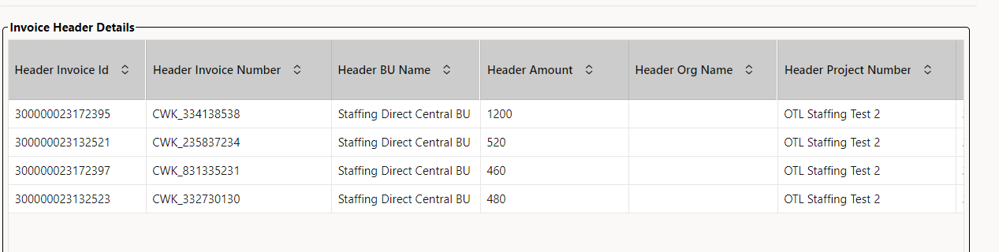 Invoice Header Details
Header Invoice Id Header Invoice Number Header BU Name Header Amount Header Org Name Header Project Number
300000023172395 CWK_334138538 Staffing Direct Central BU 1200 OTL Staffing Test 2
300000023132521 CWK_235837234 Staffing Direct Central BU 520 OTL Staffing Test 2
300000023172397 CWK_831335231 Staffing Direct Central BU 460 OTL Staffing Test 2
300000023132523 CWK_332730130 Staffing Direct Central BU 480 OTL Staffing Test 2